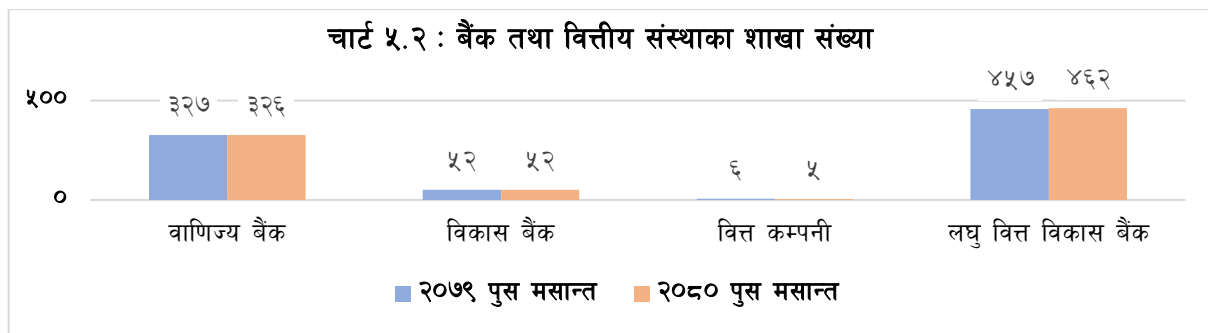 चार्ट ५.२ : बैंक तथा वित्तीय संस्थाका शाखा संख्या
५००
३२७ ३२६
५२ ५२
६ ५
४५७ ४६२
०
वाणिज्य बैंक
विकास बैंक
वित्त कम्पनी
लघु वित्त विकास बैंक
२०७९ पुस मसान्त
२०८० पुस मसान्त